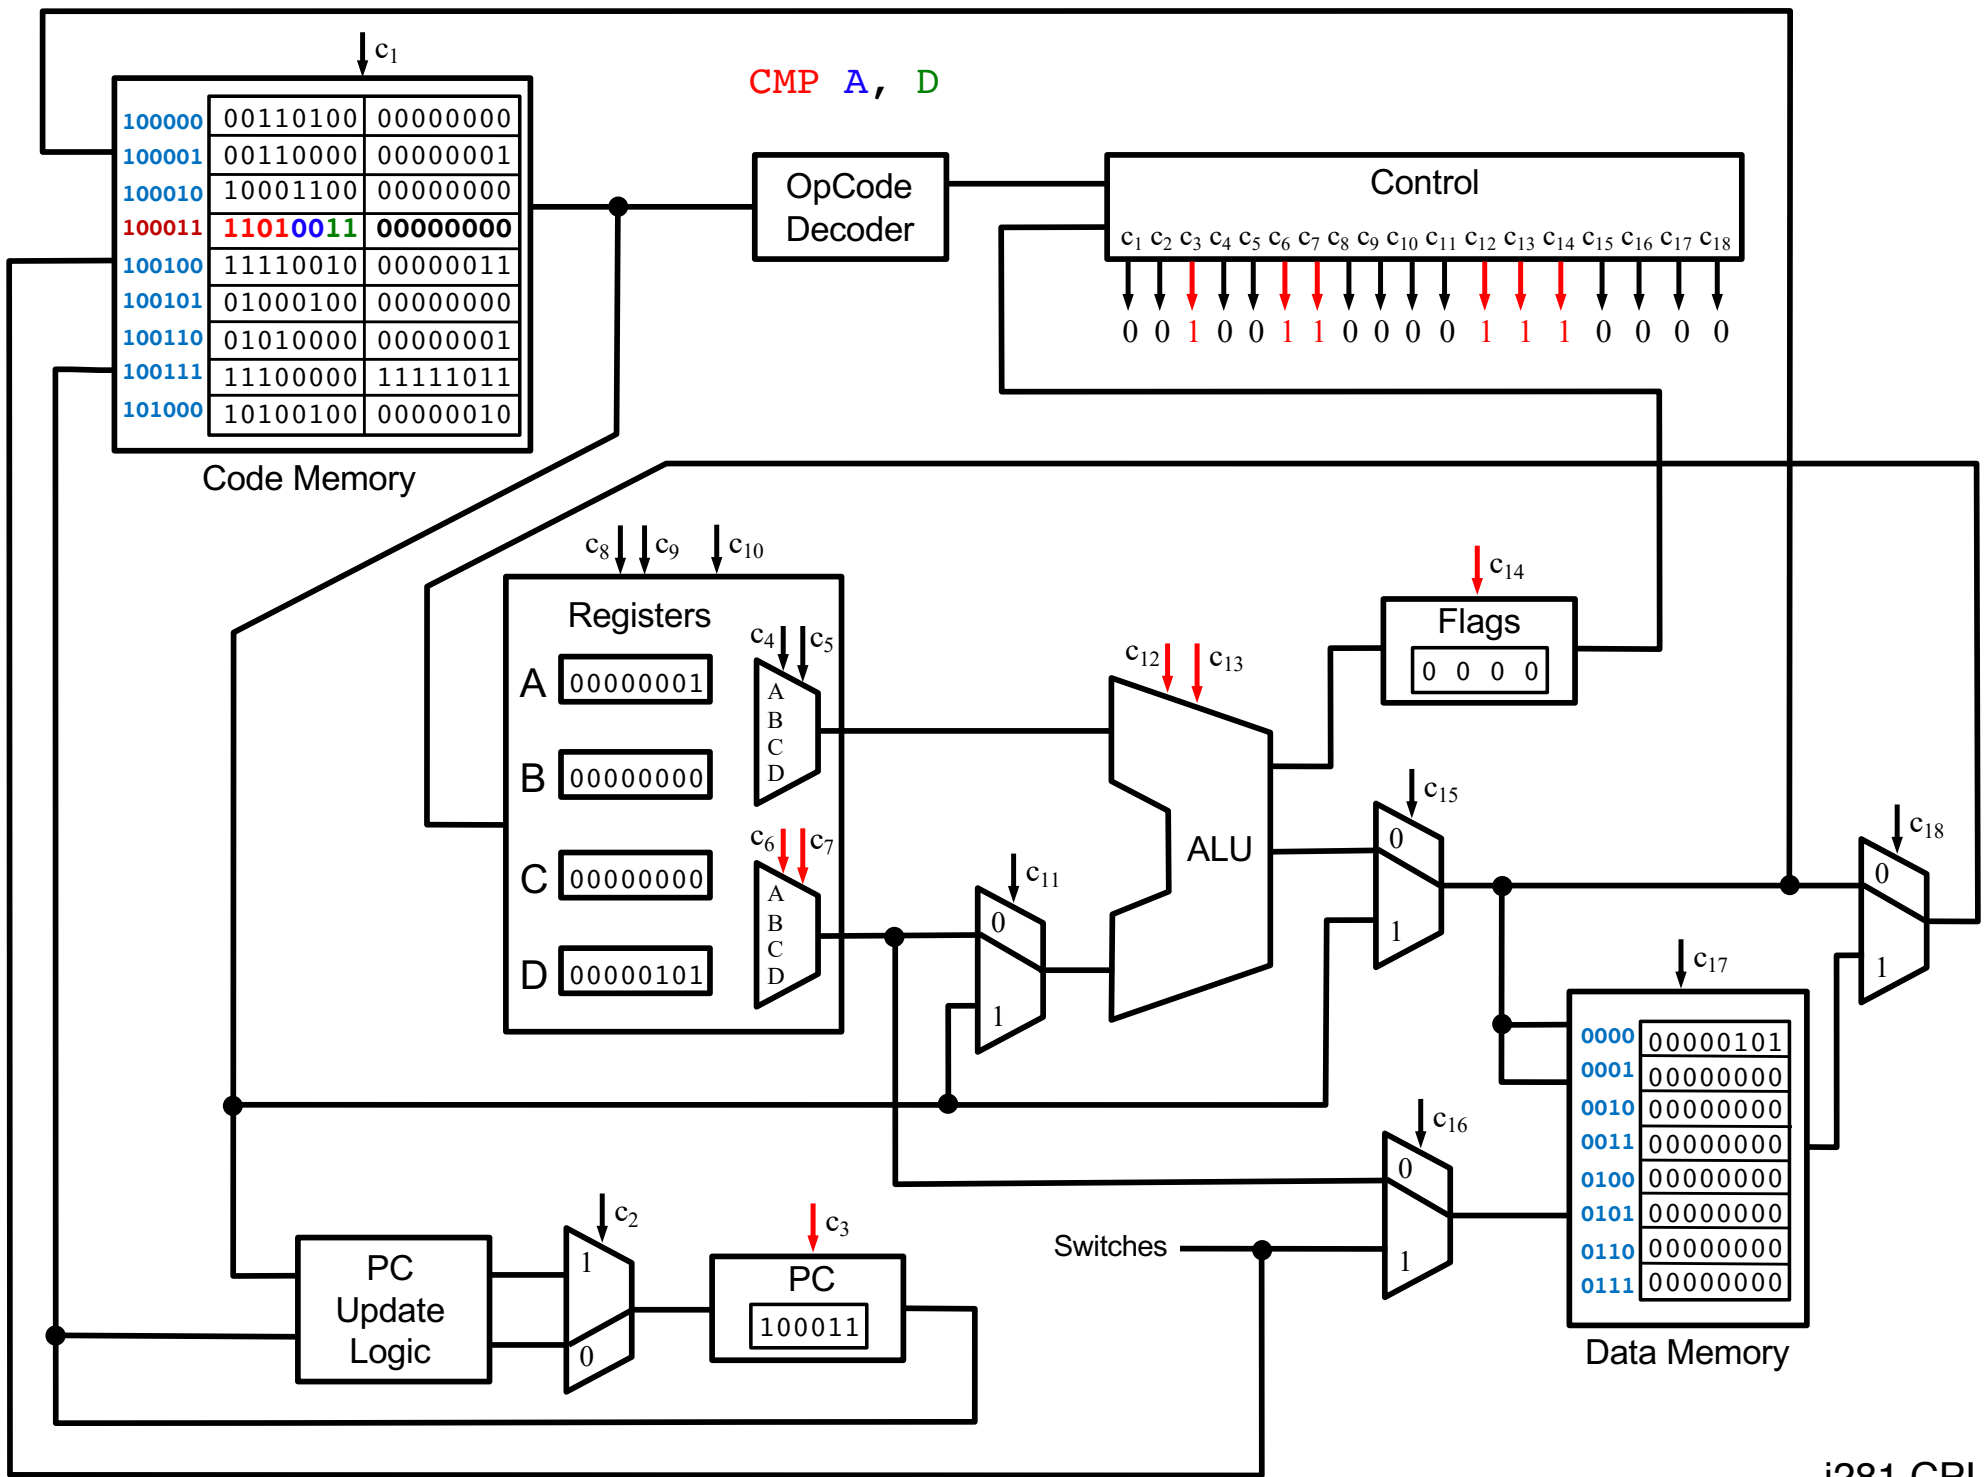 c1
CMP A, D
100000 00110100 00000000
100001 00110000 00000001
100010 10001100 00000000
100011 11010011 00000000
100100 11110010 00000011
100101 01000100 00000000
100110 01010000 00000001
100111 11100000 11111011
101000 10100100 00000010
Code Memory
OpCode
Decoder
Control
c1 c2 c3 c4 c5 c6 c7 c8 c9 c10 c11 c12 c13 c14 c15 c16 c17 c18
0 0 1 0 0 1 1 0 0 0 0 1 1 1 0 0 0 0
c8 c9 c10
Registers
A 00000001
B 00000000
C 00000000
D 00000101
c4 c5
A
B
C
D
c6 c7
A
B
C
D
c11
0
1
c12 c13
ALU
c14
Flags
0 0 0 0
c15
0
1
c18
0
1
c17
0000 00000101
0001 00000000
0010 00000000
0011 00000000
0100 00000000
0101 00000000
0110 00000000
0111 00000000
Data Memory
c16
0
1
Switches
PC
Update
Logic
c2
1
0
c3
PC
100011